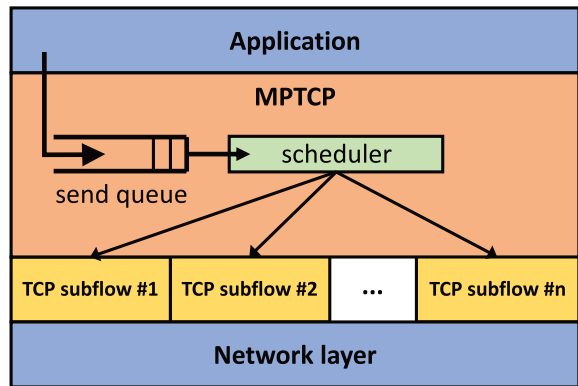 Application
MPTCP
scheduler
send queue
TCP subflow #1
TCP subflow #2
...
TCP subflow #n
Network layer